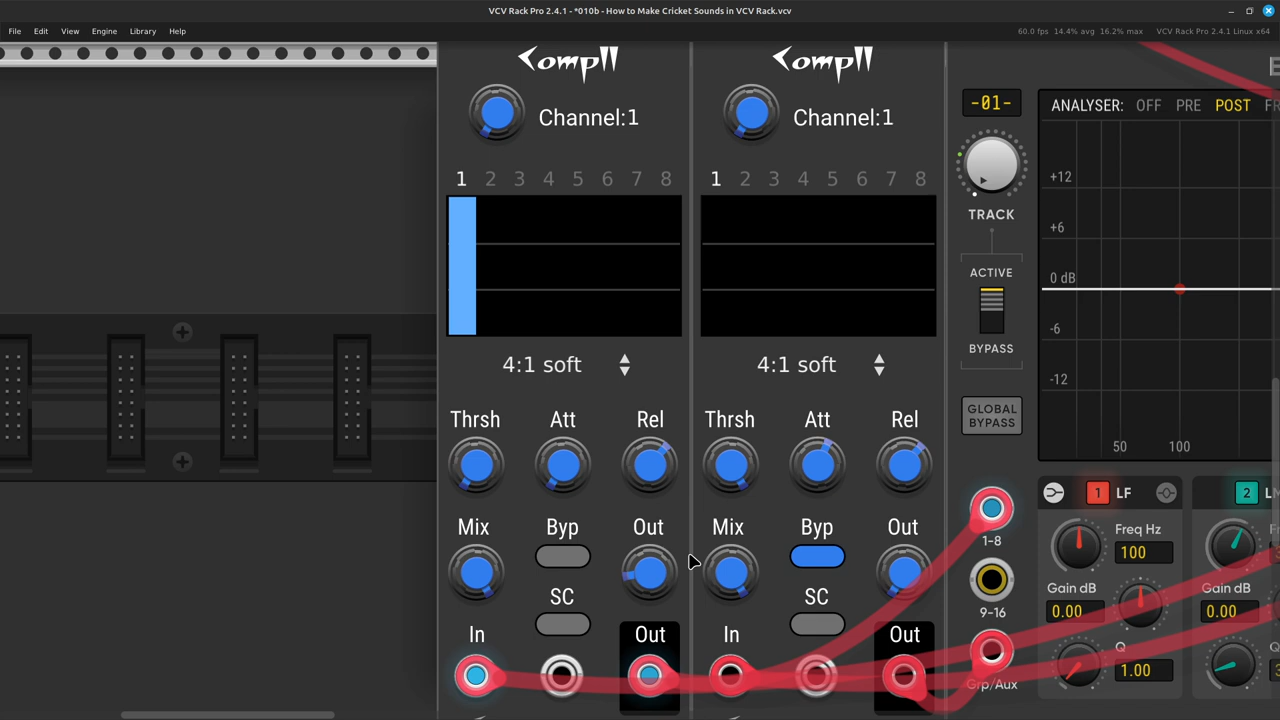 VCV Rack Pro 2.4.1 - *010b - How to Make Cricket Sounds in VCV Rack.vcv
File Edit View Engine Library Help
60.0 fps 14.4% avg 16.2% max VCV Rack Pro 2.4.1 Linux x64
Comp II
Channel:1
1 2 3 4 5 6 7 8
4:1 soft
Thrsh Att Rel
Mix Byp Out
SC
In Out
Comp II
Channel:1
1 2 3 4 5 6 7 8
4:1 soft
Thrsh Att Rel
Mix Byp Out
SC
In Out
-01-
TRACK
ACTIVE
BYPASS
GLOBAL
BYPASS
1-8
9-16
Grp/Aux
ANALYSER: OFF PRE POST
+12
+6
0 dB
-6
-12
50 100
1 LF
Freq Hz
100
Gain dB
0.00
Q
1.00
2
Gain dB
0.00